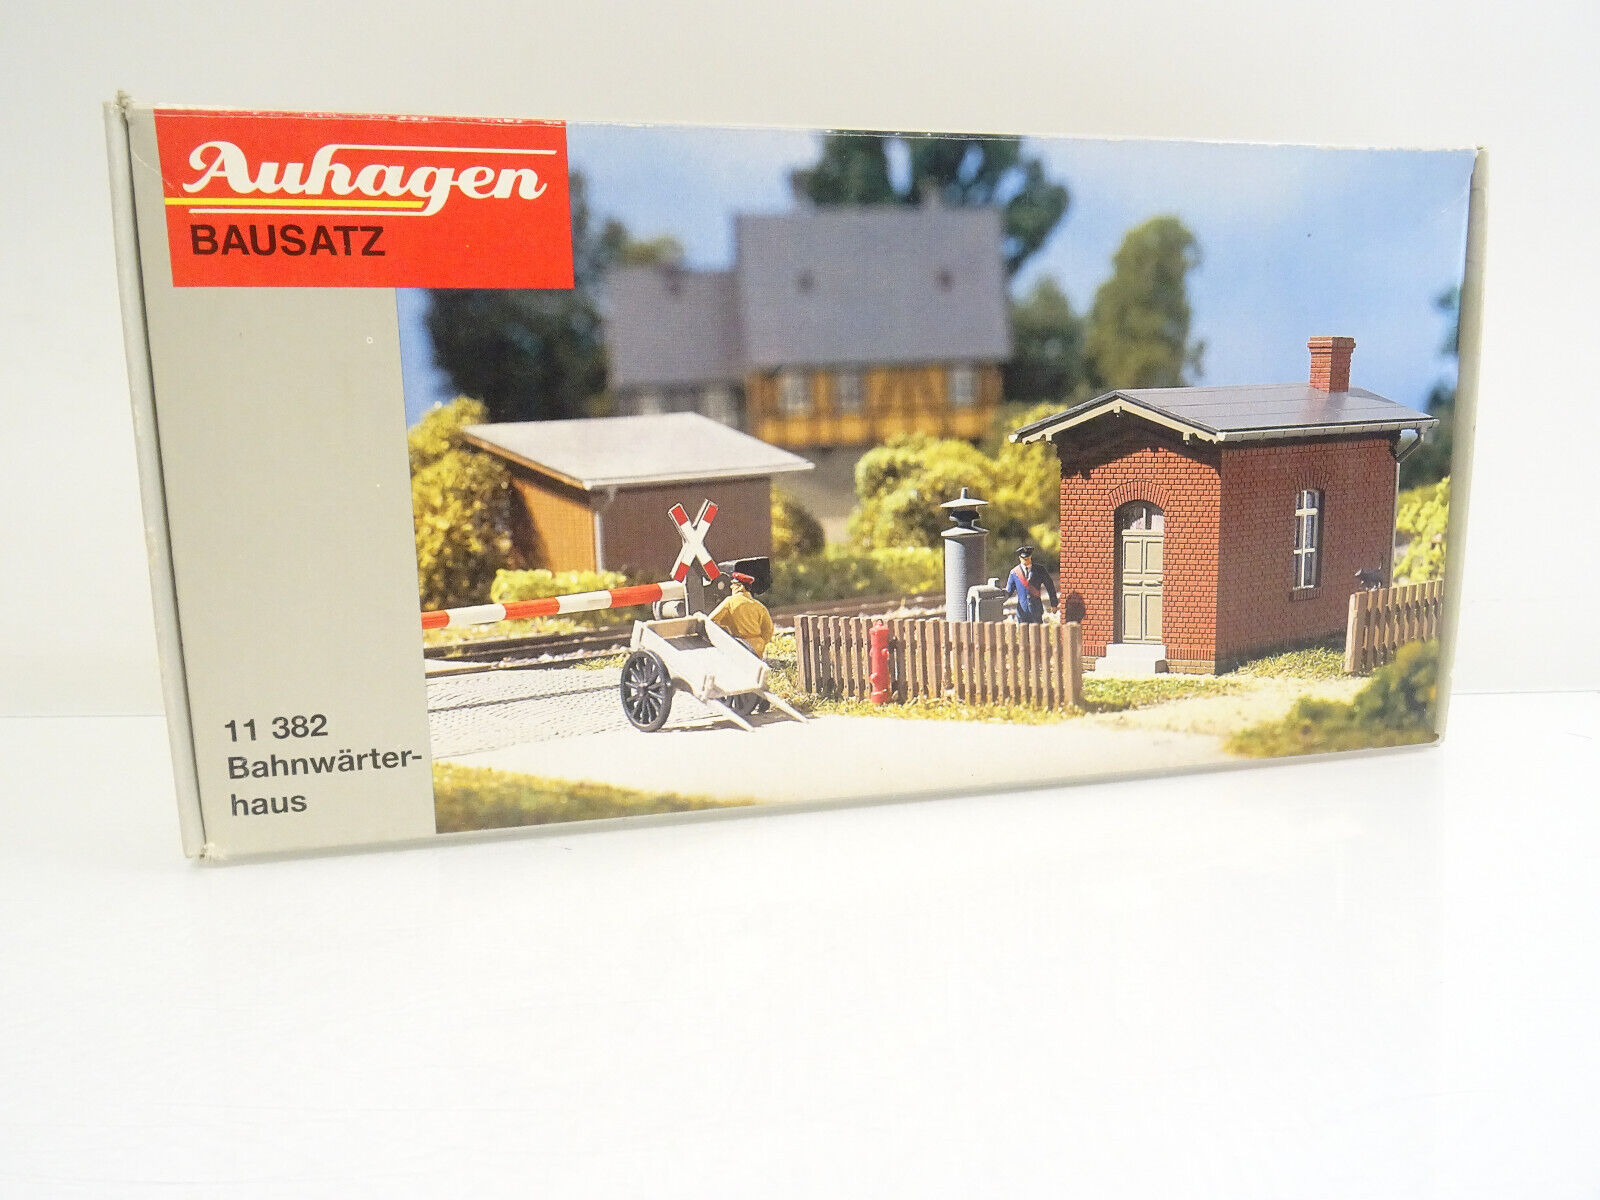 Auhagen
BAUSATZ
11 382
Bahnwärter-
haus